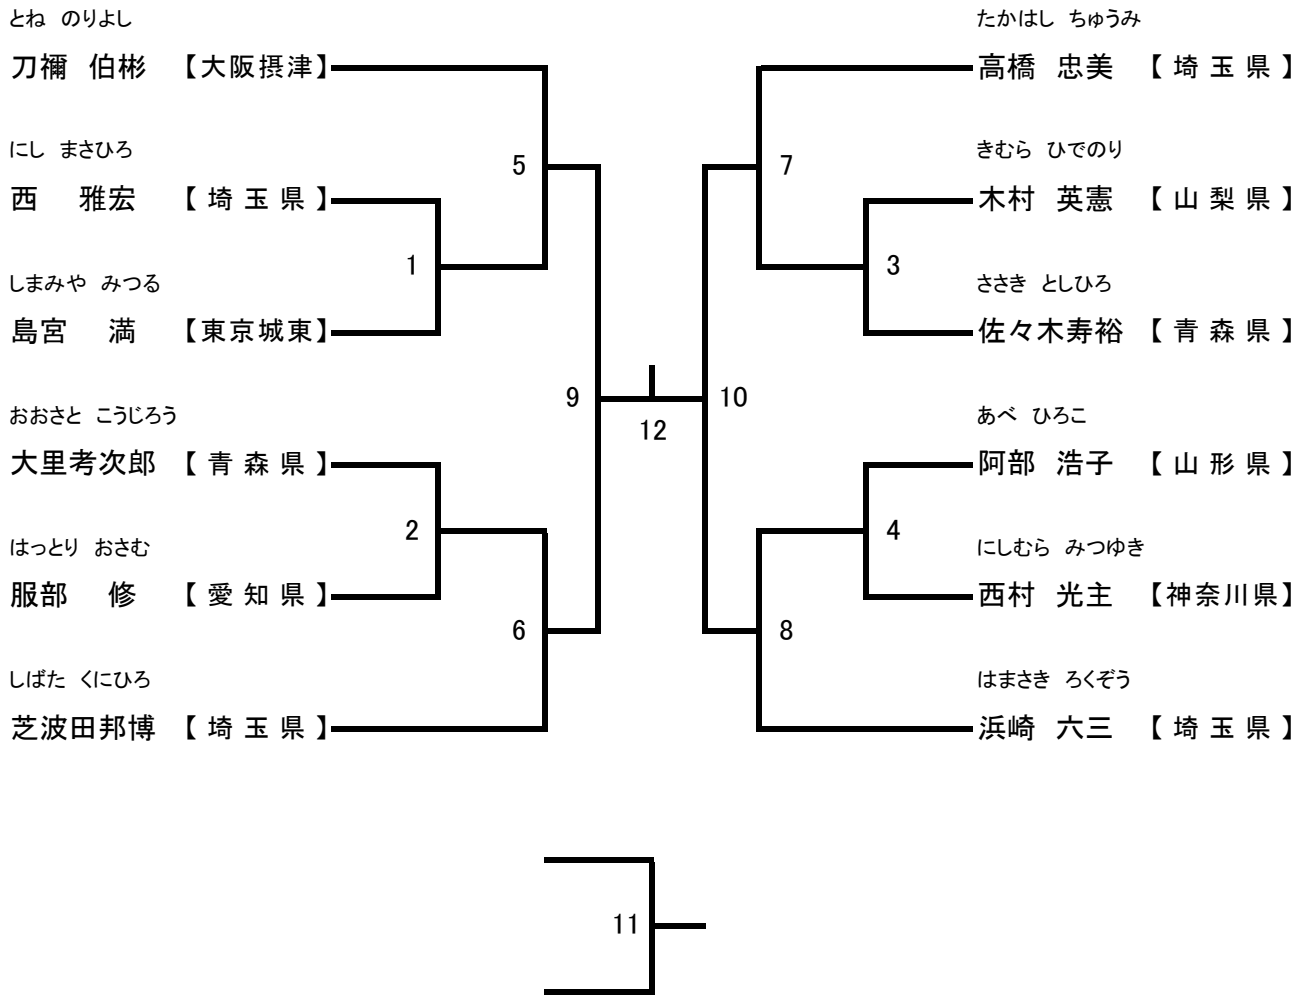 とね のりよし
刀禰 伯彬 【大阪摂津】
にし まさひろ
西 雅宏 【 埼 玉 県 】
しまみや みつる
島宮 満 【東京城東】
おおさと こうじろう
大里考次郎 【 青 森 県 】
はっとり おさむ
服部 修 【 愛 知 県 】
しばた くにひろ
芝波田邦博 【 埼 玉 県 】
1
2
5
6
9
12
10
7
8
3
4
たかはし ちゅうみ
高橋 忠美 【 埼 玉 県 】
きむら ひでのり
木村 英憲 【 山 梨 県 】
ささき としひろ
佐々木寿裕 【 青 森 県 】
あべ ひろこ
阿部 浩子 【 山 形 県 】
にしむら みつゆき
西村 光主 【神奈川県】
はまさき ろくぞう
浜崎 六三 【 埼 玉 県 】
11